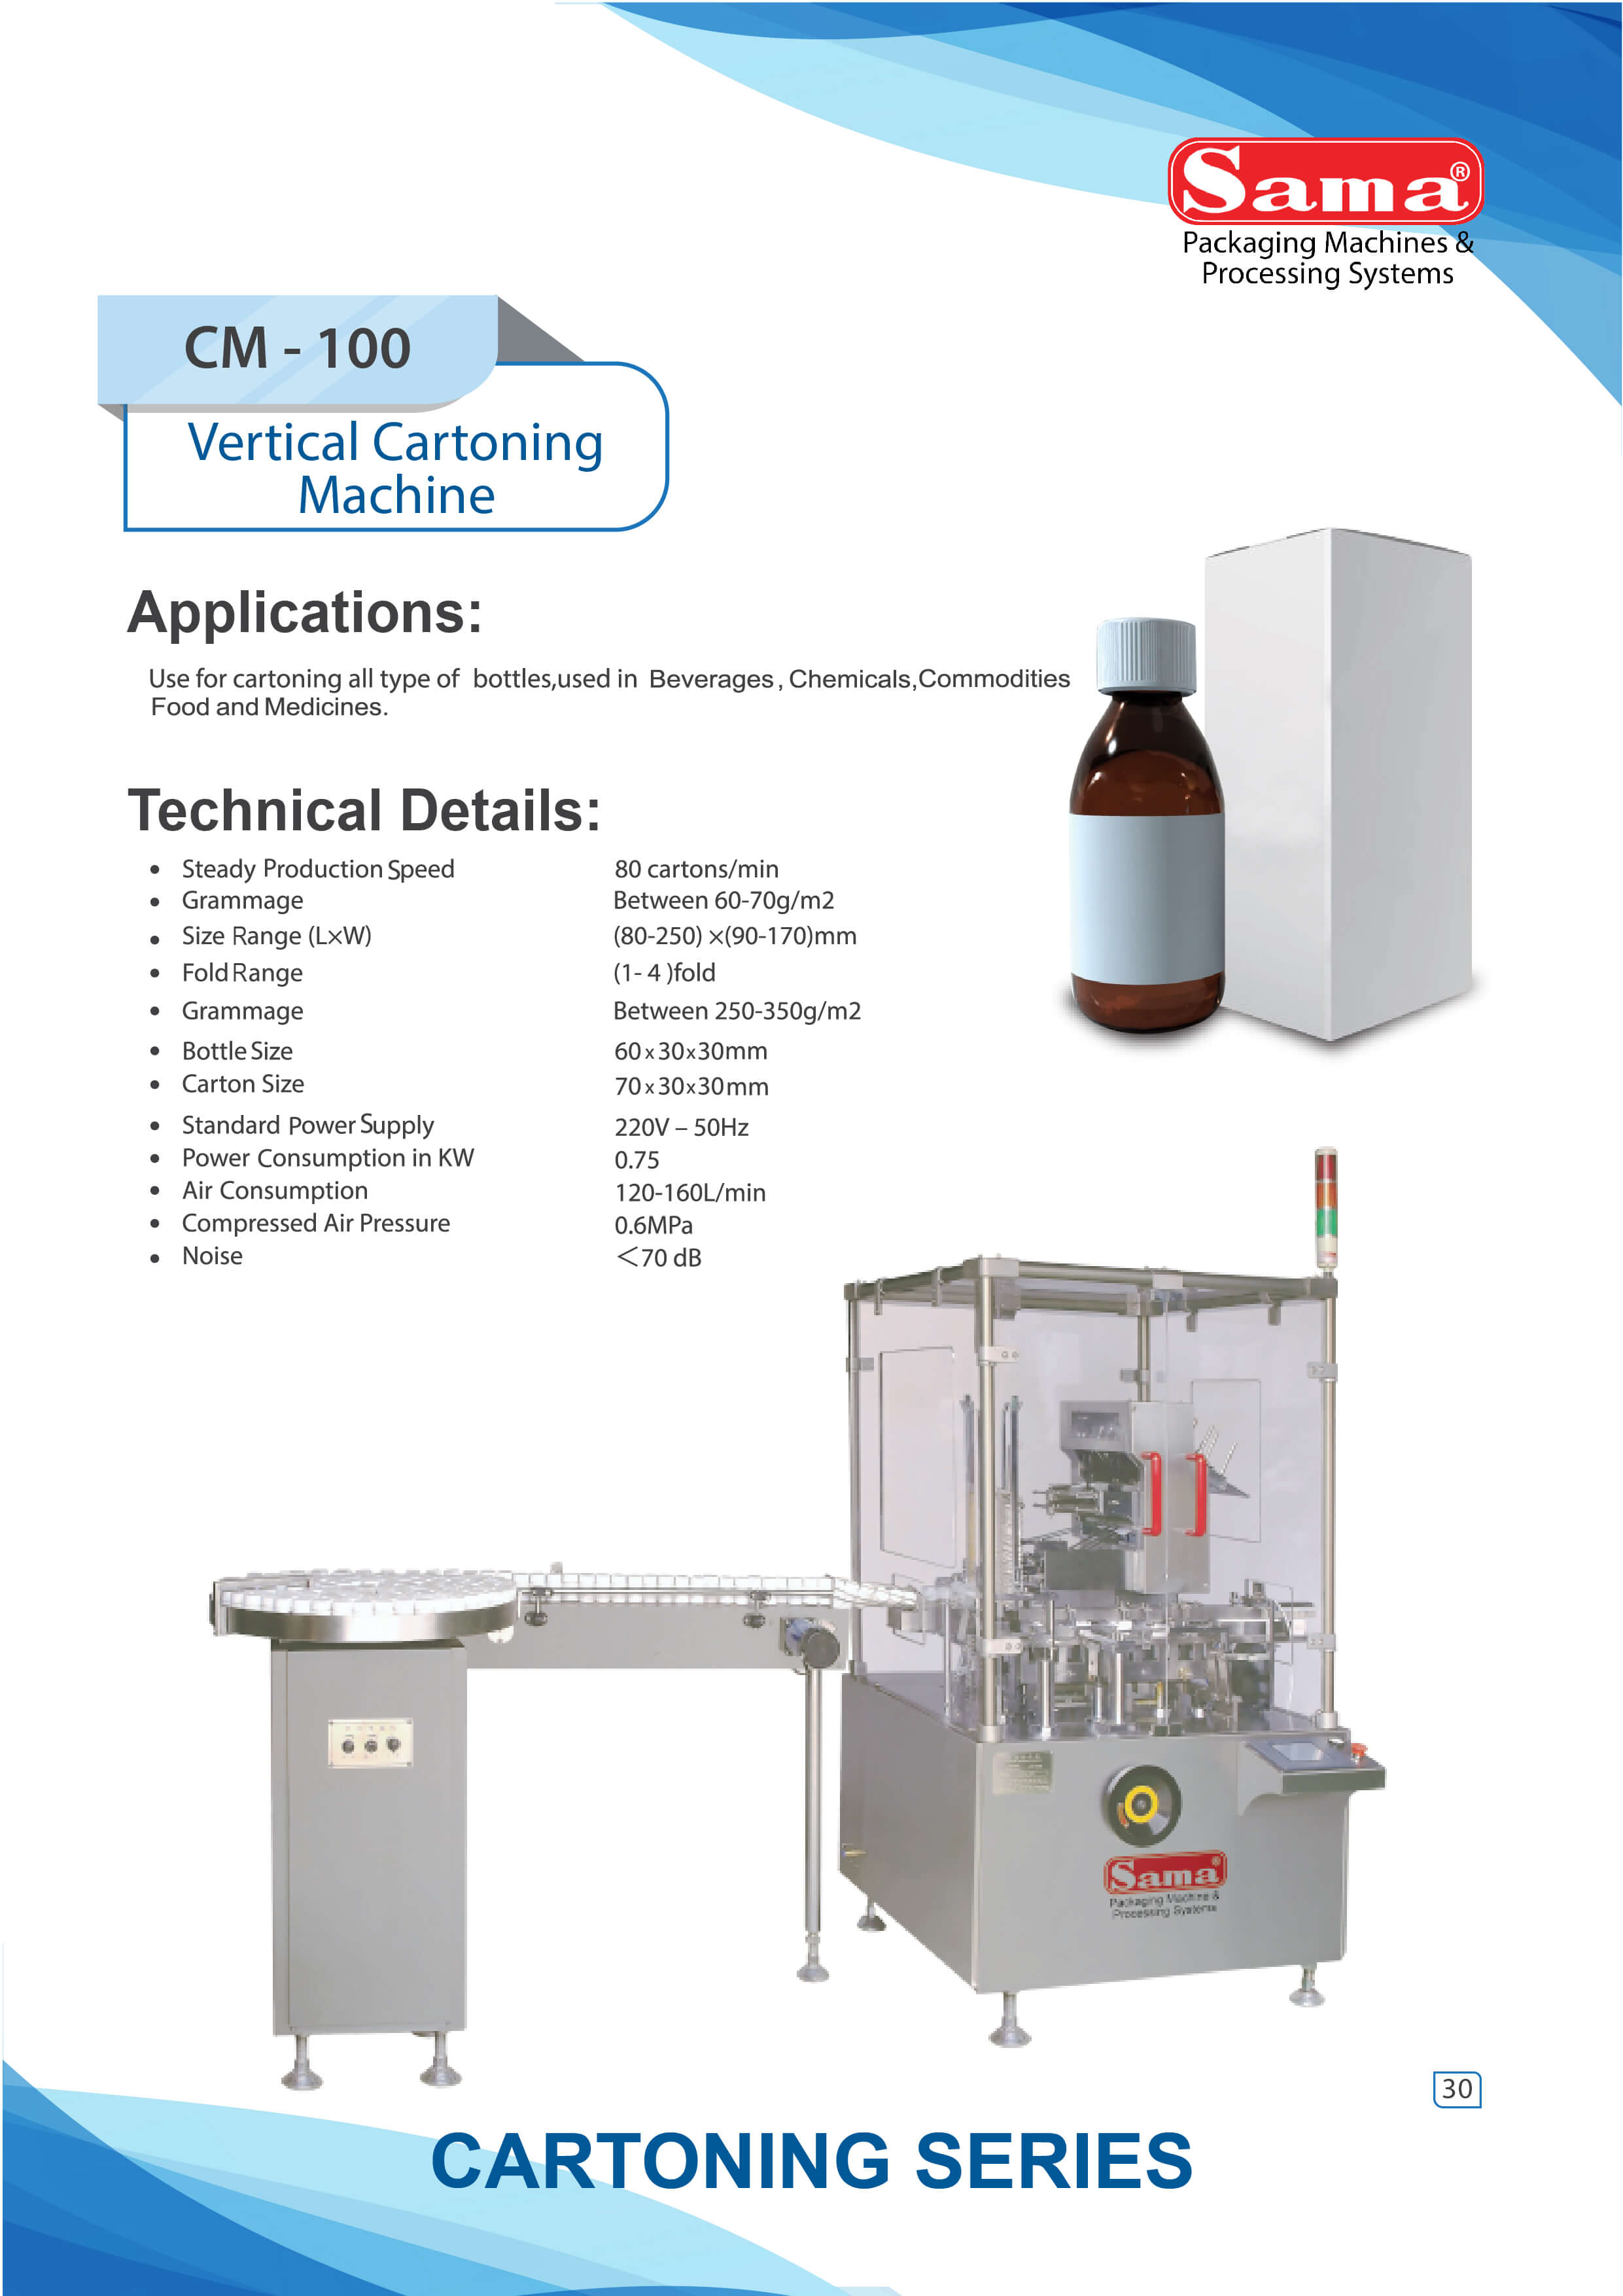 Sama®
Packaging Machines &
Processing Systems
CM - 100
Vertical Cartoning
Machine
Applications:
Use for cartoning all type of bottles,used in Beverages, Chemicals,Commodities
Food and Medicines.
Technical Details:
• Steady Production Speed 80 cartons/min
• Grammage Between 60-70g/m2
• Size Range (L×W) (80-250) ×(90-170)mm
• Fold Range (1- 4 )fold
• Grammage Between 250-350g/m2
• Bottle Size 60x30x30mm
• Carton Size 70x30x30mm
• Standard Power Supply 220V – 50Hz
• Power Consumption in KW 0.75
• Air Consumption 120-160L/min
• Compressed Air Pressure 0.6MPa
• Noise <70 dB
Sama®
Packaging Machine &
Processing Systems
30
CARTONING SERIES